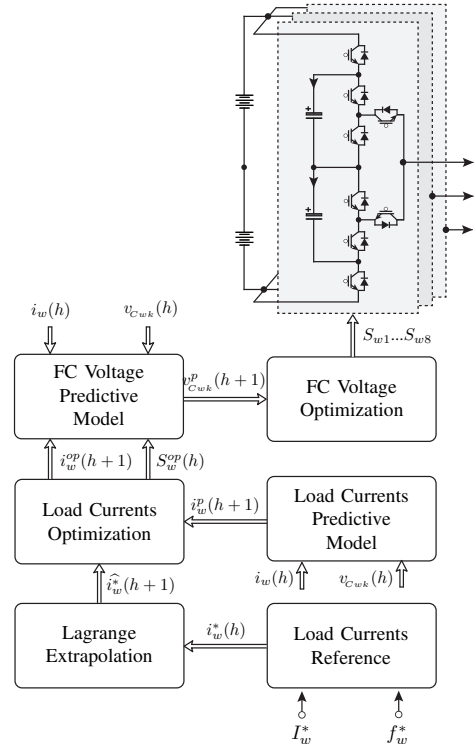 +
+
S_{w1}...S_{w8}
i_w(h)
v_{Cwk}(h)
FC Voltage
Predictive
Model
v^p_{Cwk}(h+1)
FC Voltage
Optimization
i^{op}_w(h+1)
S^{op}_w(h)
Load Currents
Optimization
i^p_w(h+1)
Load Currents
Predictive
Model
\widehat{i^*_w}(h+1)
i_w(h)
v_{Cwk}(h)
Lagrange
Extrapolation
i^*_w(h)
Load Currents
Reference
I^*_w
f^*_w